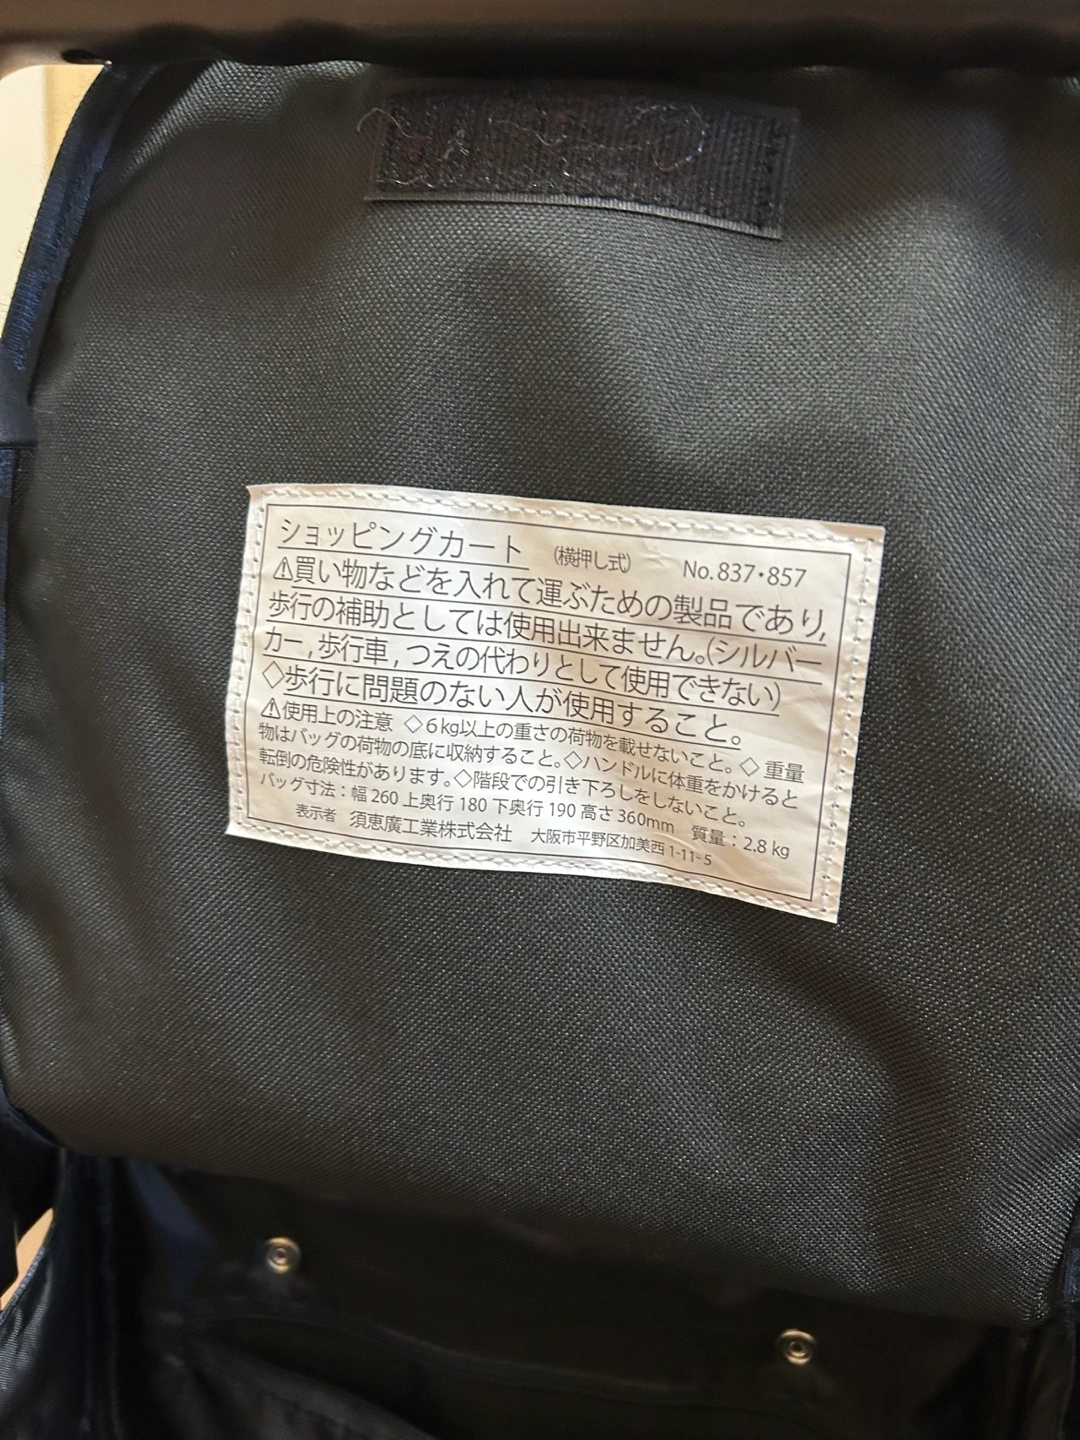 ショッピングカート （横押し式） No.837・857
⚠買い物などを入れて運ぶための製品であり,
歩行の補助としては使用出来ません。(シルバー
カー,歩行車,つえの代わりとして使用できない)
◇歩行に問題のない人が使用すること。
⚠使用上の注意 ◇6kg以上の重さの荷物を載せないこと。◇重量
物はバッグの荷物の底に収納すること。◇ハンドルに体重をかけると
転倒の危険性があります。◇階段での引き下ろしをしないこと。
バッグ寸法：幅 260 上奥行 180 下奥行 190 高さ 360mm 質量：2.8 kg
表示者 須恵廣工業株式会社 大阪市平野区加美西 1-11-5